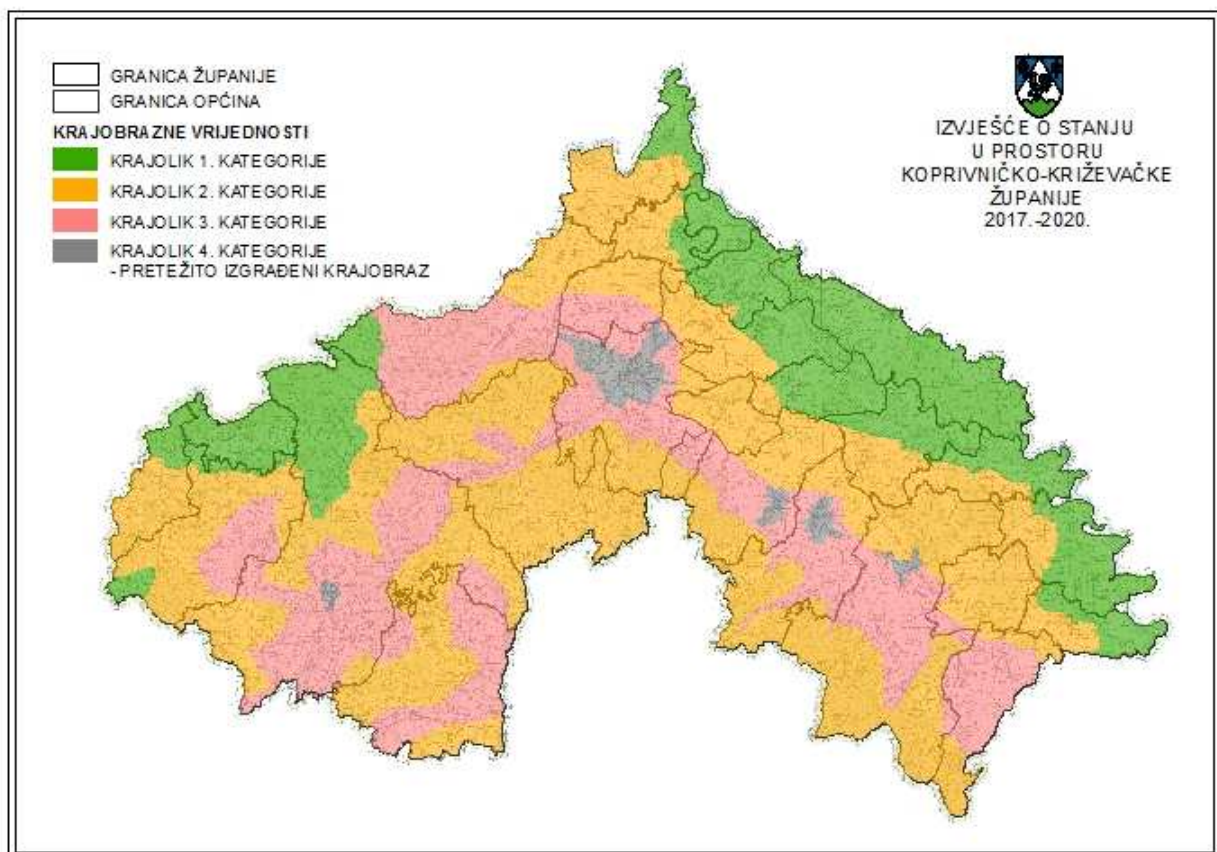 GRANICA ŽUPANIJE
GRANICA OPĆINA
KRAJOBRAZNE VRIJEDNOSTI
KRAJOLIK 1. KATEGORIJE
KRAJOLIK 2. KATEGORIJE
KRAJOLIK 3. KATEGORIJE
KRAJOLIK 4. KATEGORIJE
- PRETEŽITO IZGRAĐENI KRAJOBRAZ
IZVJEŠĆE O STANJU
U PROSTORU
KOPRIVNIČKO-KRIŽEVAČKE
ŽUPANIJE
2017.-2020.